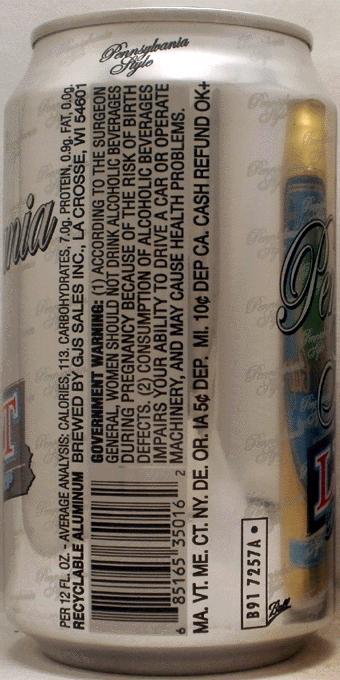 Pennsylvania
Style
nia
T
PER 12 FL. OZ. - AVERAGE ANALYSIS: CALORIES, 113, CARBOHYDRATES, 7.0g, PROTEIN, 0.9g, FAT, 0.0g.
RECYCLABLE ALUMINUM BREWED BY GJS SALES INC., LA CROSSE, WI 54601
GOVERNMENT WARNING: (1) ACCORDING TO THE SURGEON
GENERAL, WOMEN SHOULD NOT DRINK ALCOHOLIC BEVERAGES
DURING PREGNANCY BECAUSE OF THE RISK OF BIRTH
DEFECTS. (2) CONSUMPTION OF ALCOHOLIC BEVERAGES
IMPAIRS YOUR ABILITY TO DRIVE A CAR OR OPERATE
MACHINERY, AND MAY CAUSE HEALTH PROBLEMS.
6 85165 35016 2
MA. VT. ME. CT. NY. DE. OR. IA 5¢ DEP. MI. 10¢ DEP CA. CASH REFUND OK+
B91 7257A •
Ball
Pe
L